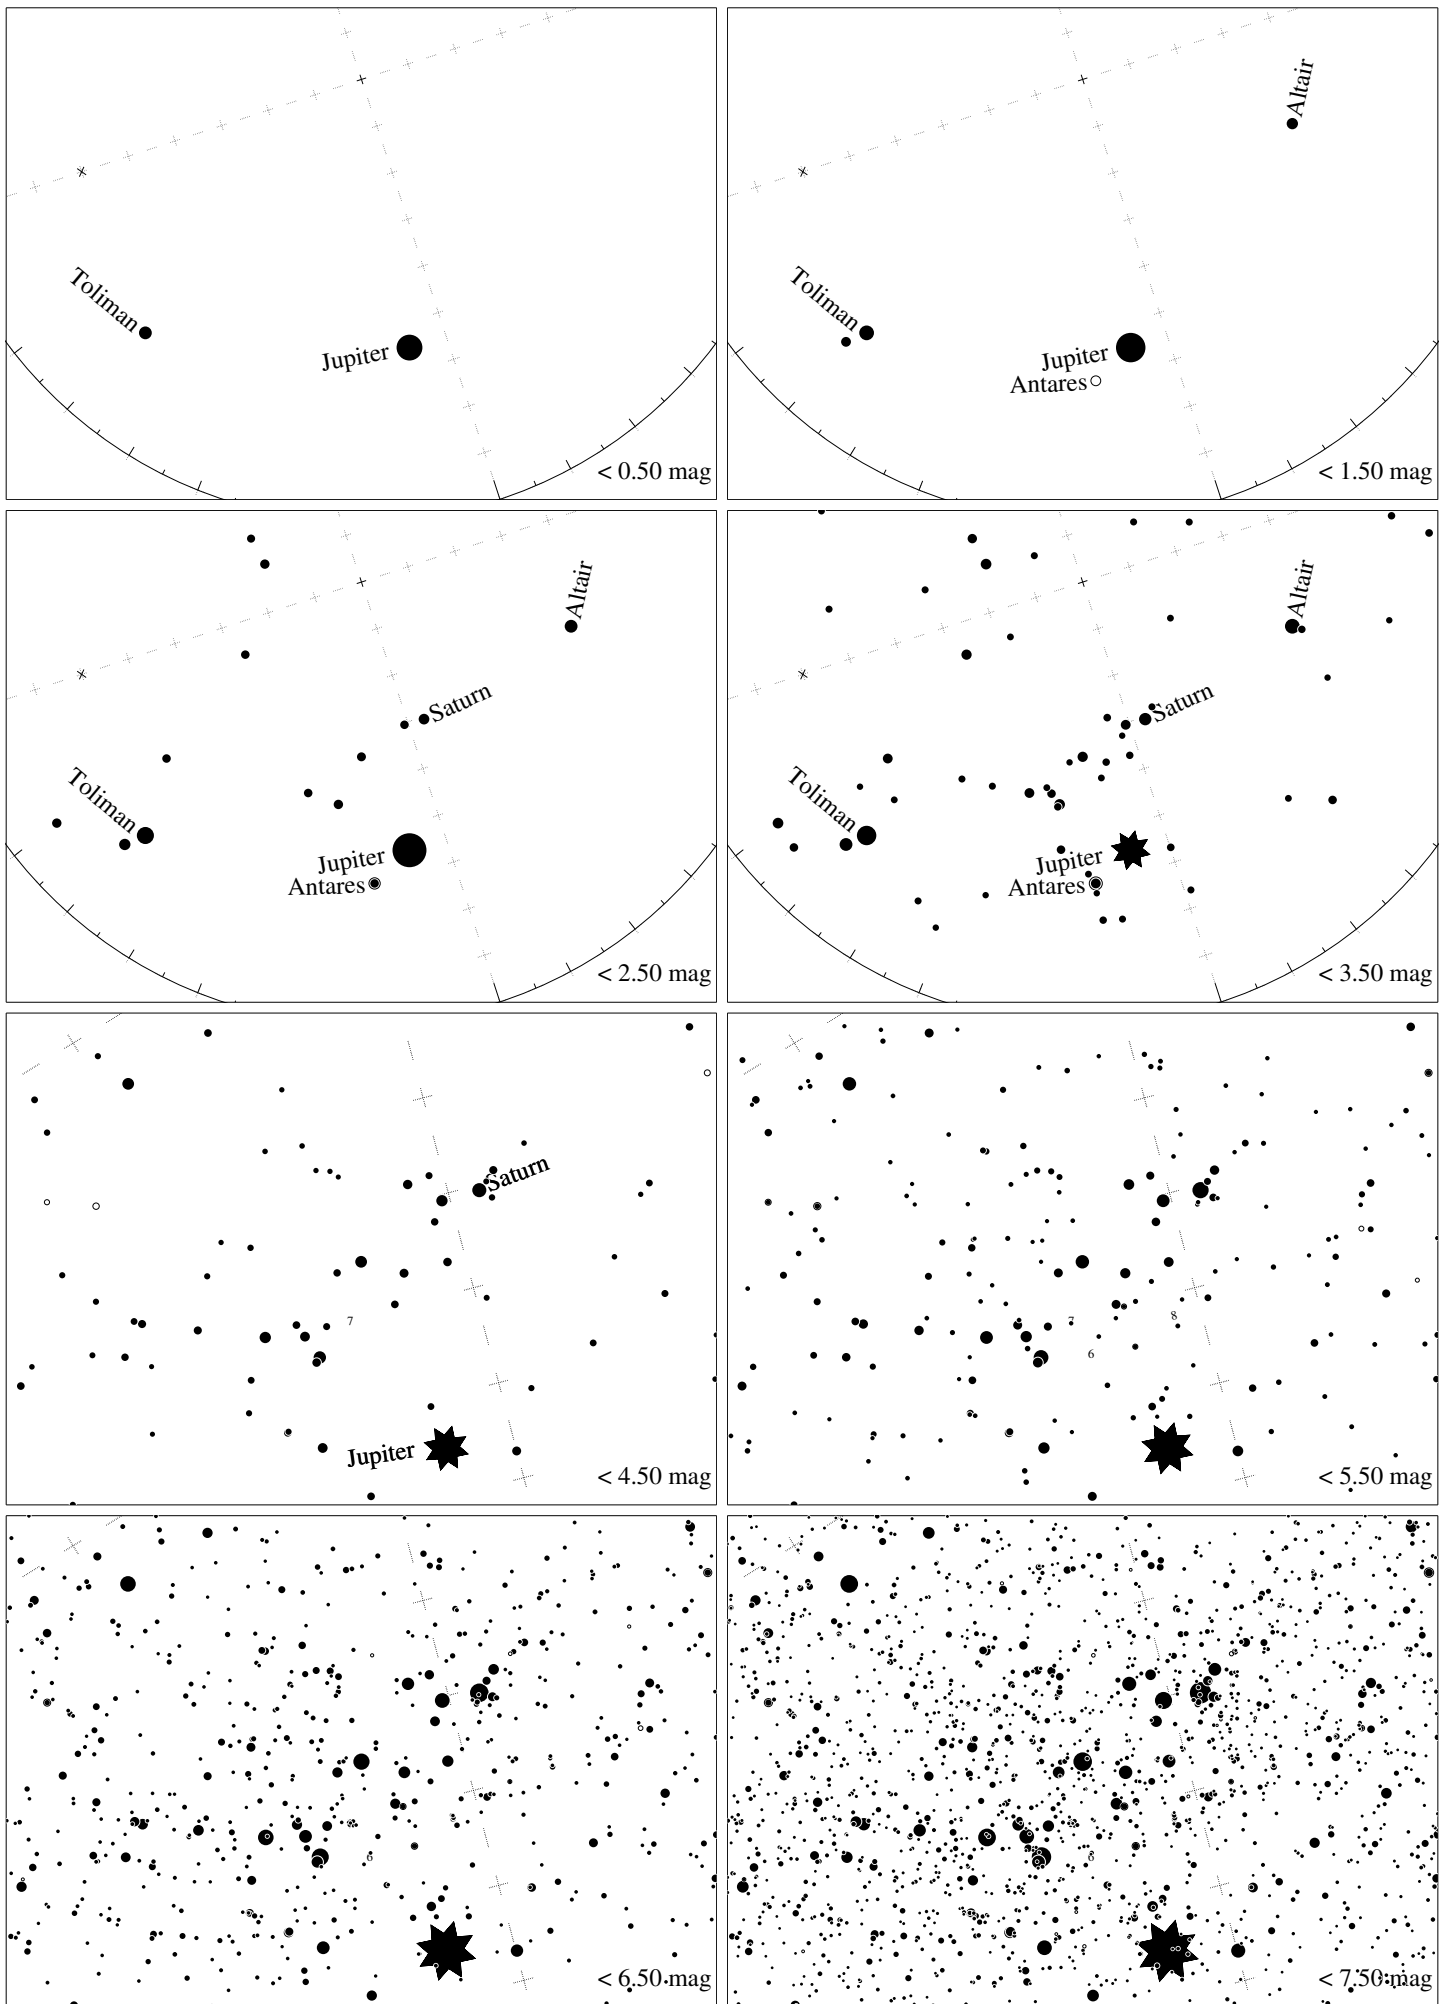 Toliman
Jupiter
< 0.50 mag
Altair
Toliman
Jupiter
Antares
< 1.50 mag
Altair
Saturn
Toliman
Jupiter
Antares
< 2.50 mag
Altair
Saturn
Toliman
Jupiter
Antares
< 3.50 mag
Saturn
7
Jupiter
< 4.50 mag
7
8
6
< 5.50 mag
< 6.50 mag
< 7.50 mag